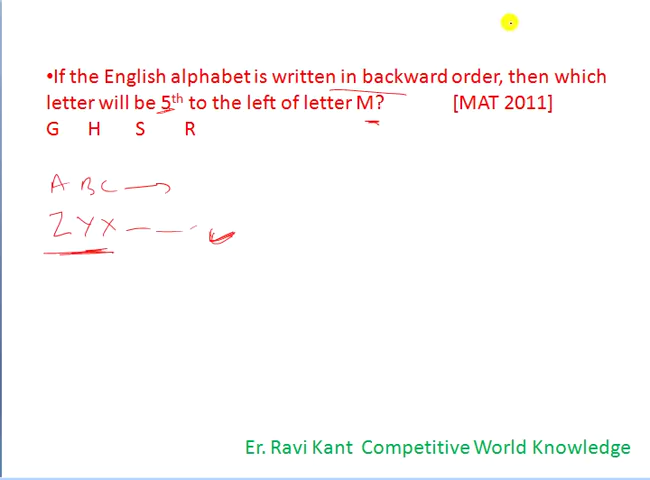 •If the English alphabet is written in backward order, then which
letter will be 5th to the left of letter M? [MAT 2011]
G H S R
A B C
Z Y X
Er. Ravi Kant Competitive World Knowledge